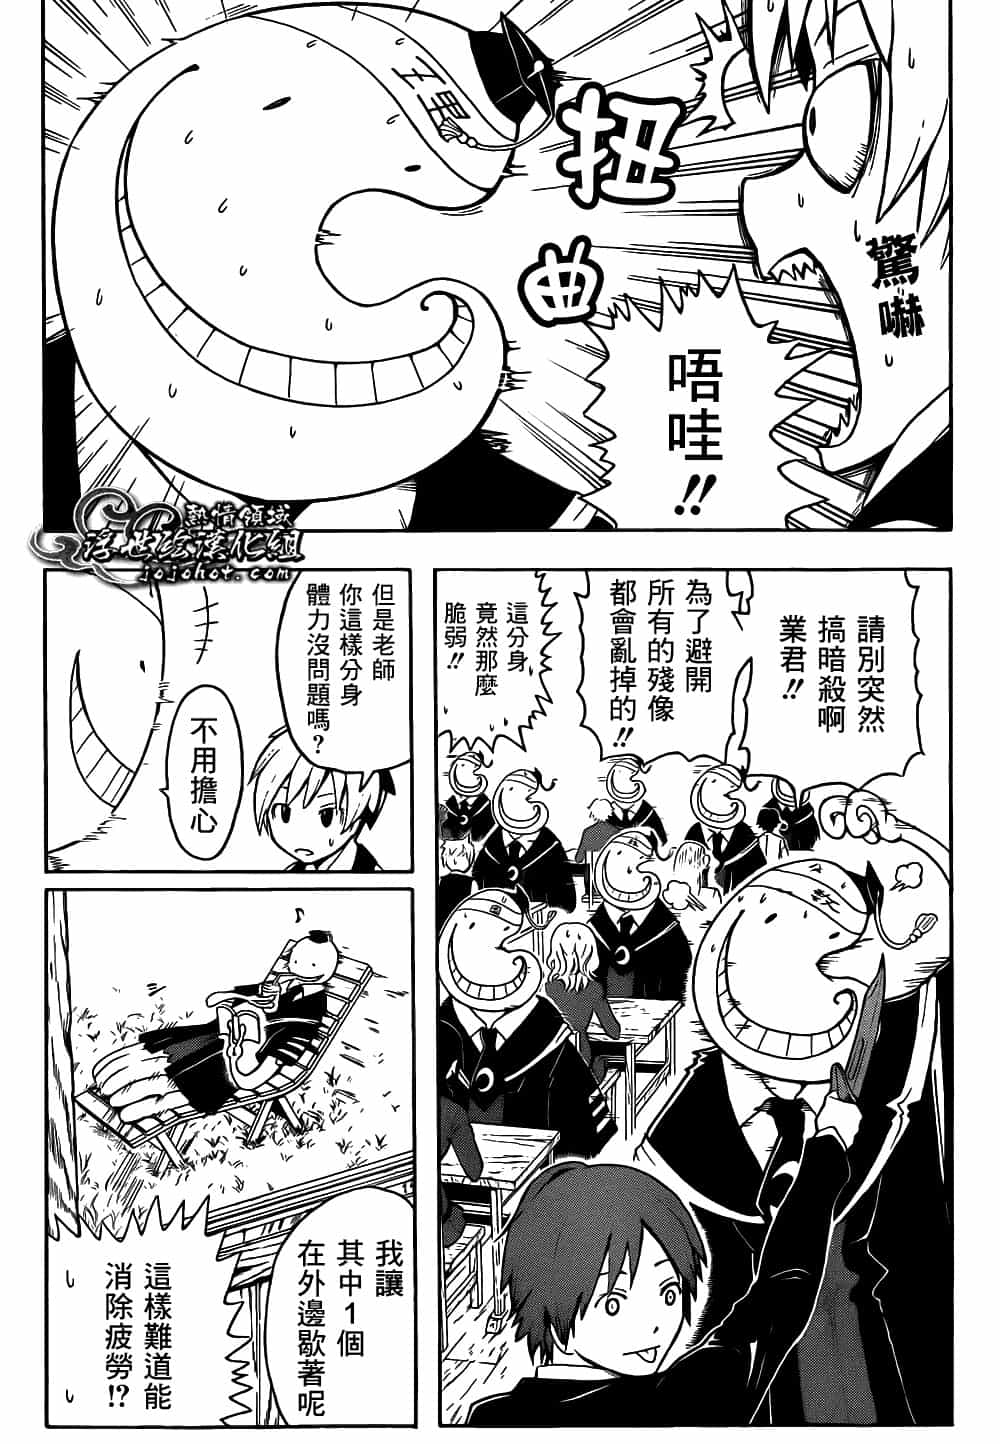 驚嚇
扭曲
唔哇!!
王軍
熱情領域
浮世繪漢化組
jojohot.com
請別突然
搞暗殺啊
業君!!
為了避開
所有的殘像
都會亂掉的!!
這分身
竟然那麼
脆弱!!
数
国
但是老師
你這樣分身
體力沒問題嗎?
不用擔心
♪
我讓
其中1個
在外邊歇著呢
這樣難道能
消除疲勞!?